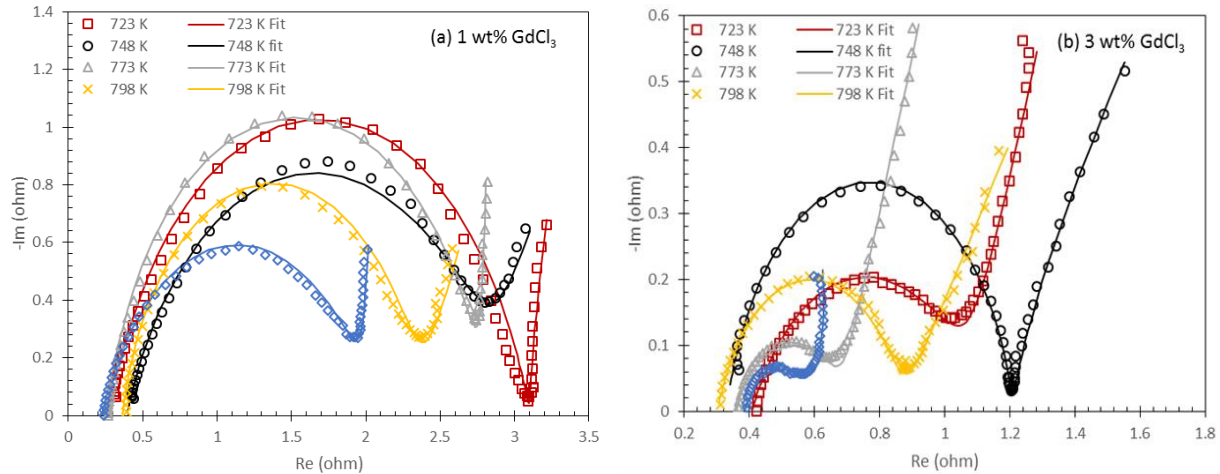 (a) 1 wt% GdCl₃
723 K 723 K Fit
748 K 748 K fit
773 K 773 K Fit
798 K 798 K Fit
1.4
1.2
1
0.8
0.6
0.4
0.2
0
0 0.5 1 1.5 2 2.5 3 3.5
-Im (ohm)
Re (ohm)
(b) 3 wt% GdCl₃
723 K 723 K Fit
748 K 748 K fit
773 K 773 K Fit
798 K 798 K Fit
0.6
0.5
0.4
0.3
0.2
0.1
0
0.2 0.4 0.6 0.8 1 1.2 1.4 1.6 1.8
-Im (ohm)
Re (ohm)